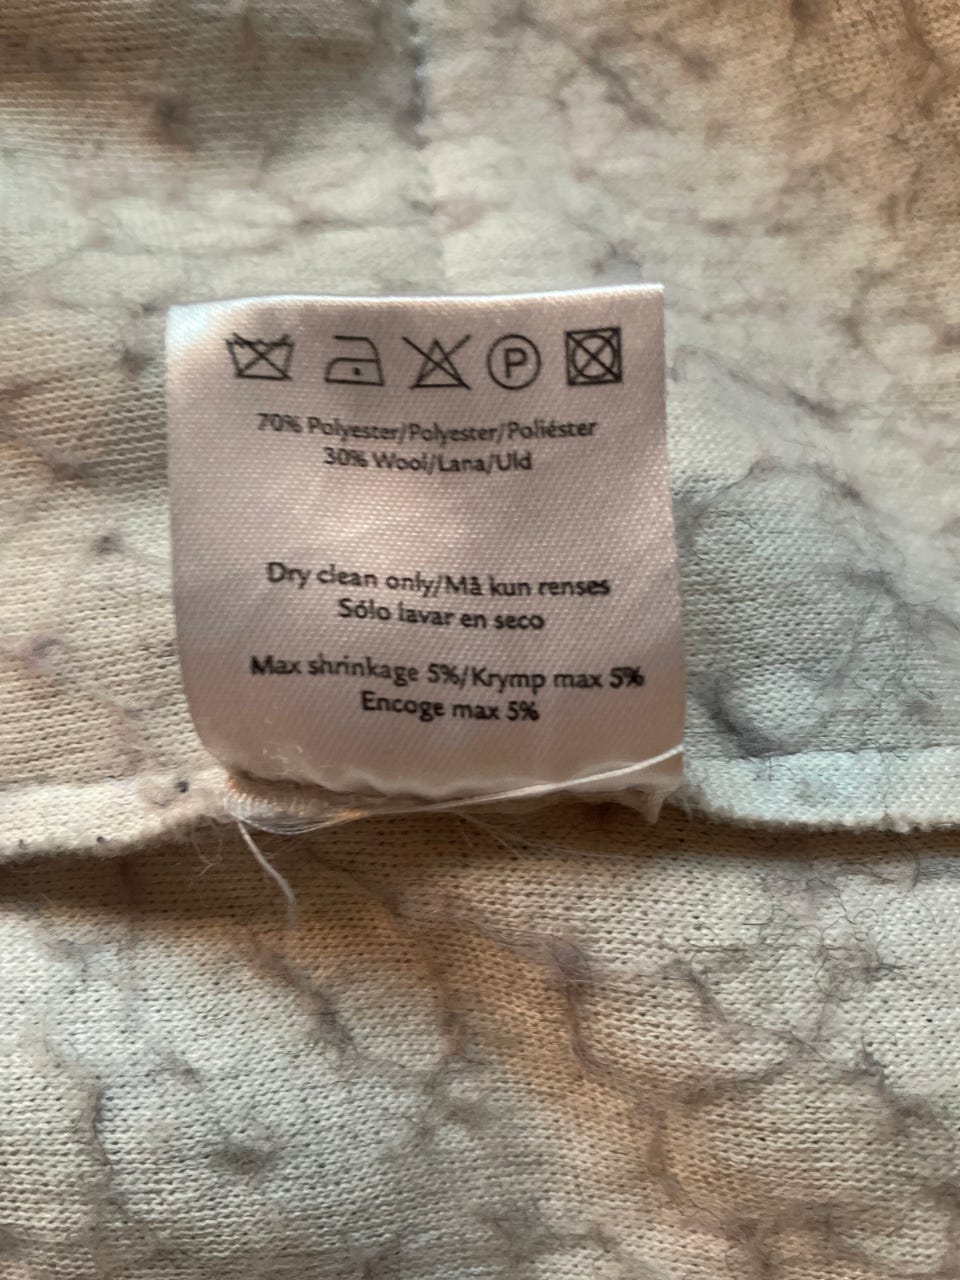 P
70% Polyester/Polyester/Poliéster
30% Wool/Lana/Uld
Dry clean only/Må kun renses
Sólo lavar en seco
Max shrinkage 5%/Krymp max 5%
Encoge max 5%